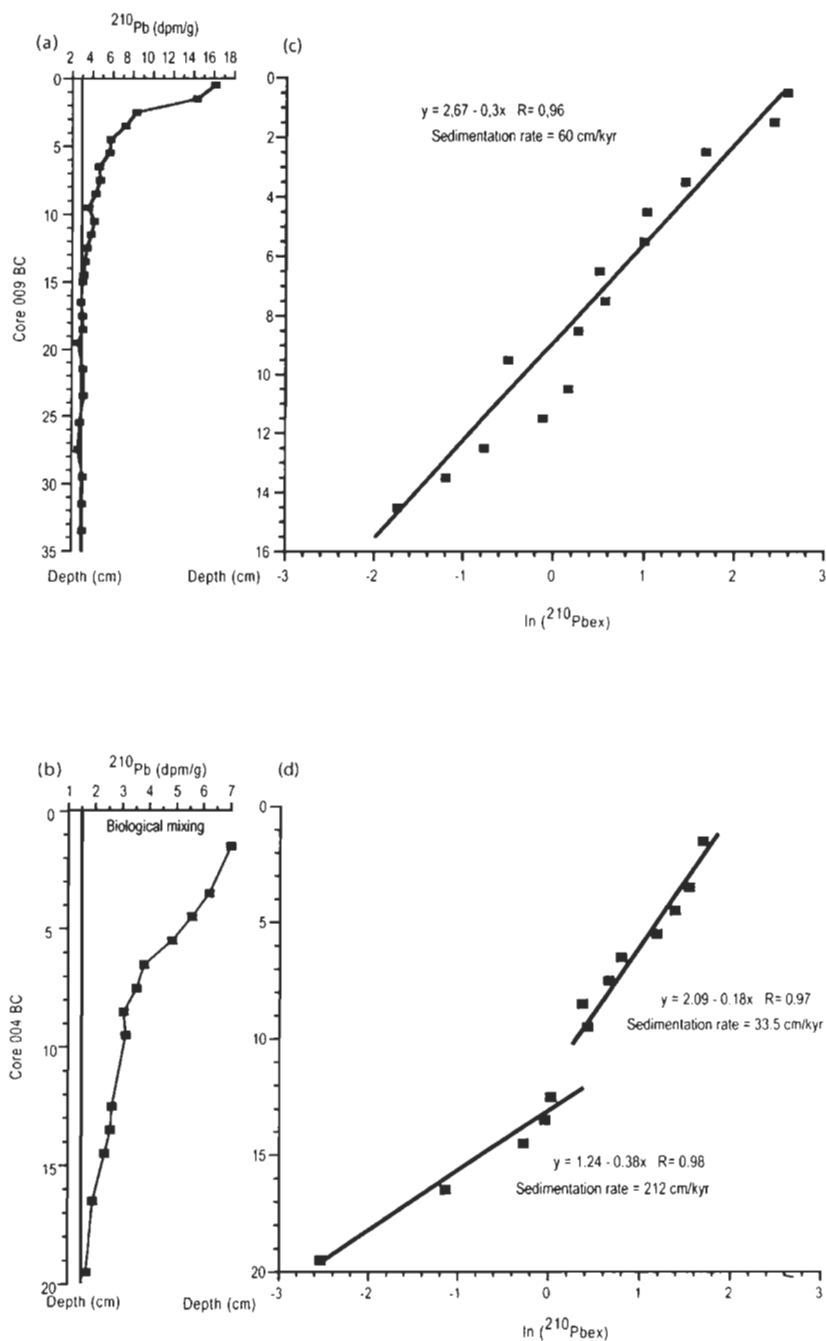 (a)
²¹⁰Pb (dpm/g)
2 4 6 8 10 12 14 16 18
0
5
10
15
20
25
30
35
Core 009 BC
Depth (cm)
(c)
0
2
4
6
8
10
12
14
16
y = 2,67 - 0,3x R= 0,96
Sedimentation rate = 60 cm/kyr
Depth (cm)
-3 -2 -1 0 1 2 3
ln (²¹⁰Pbex)
(b)
²¹⁰Pb (dpm/g)
1 2 3 4 5 6 7
Biological mixing
0
5
10
15
20
Core 004 BC
Depth (cm)
(d)
0
5
10
15
20
y = 2.09 - 0.18x R= 0.97
Sedimentation rate = 33.5 cm/kyr
y = 1.24 - 0.38x R= 0.98
Sedimentation rate = 212 cm/kyr
Depth (cm)
-3 -2 -1 0 1 2 3
ln (²¹⁰Pbex)